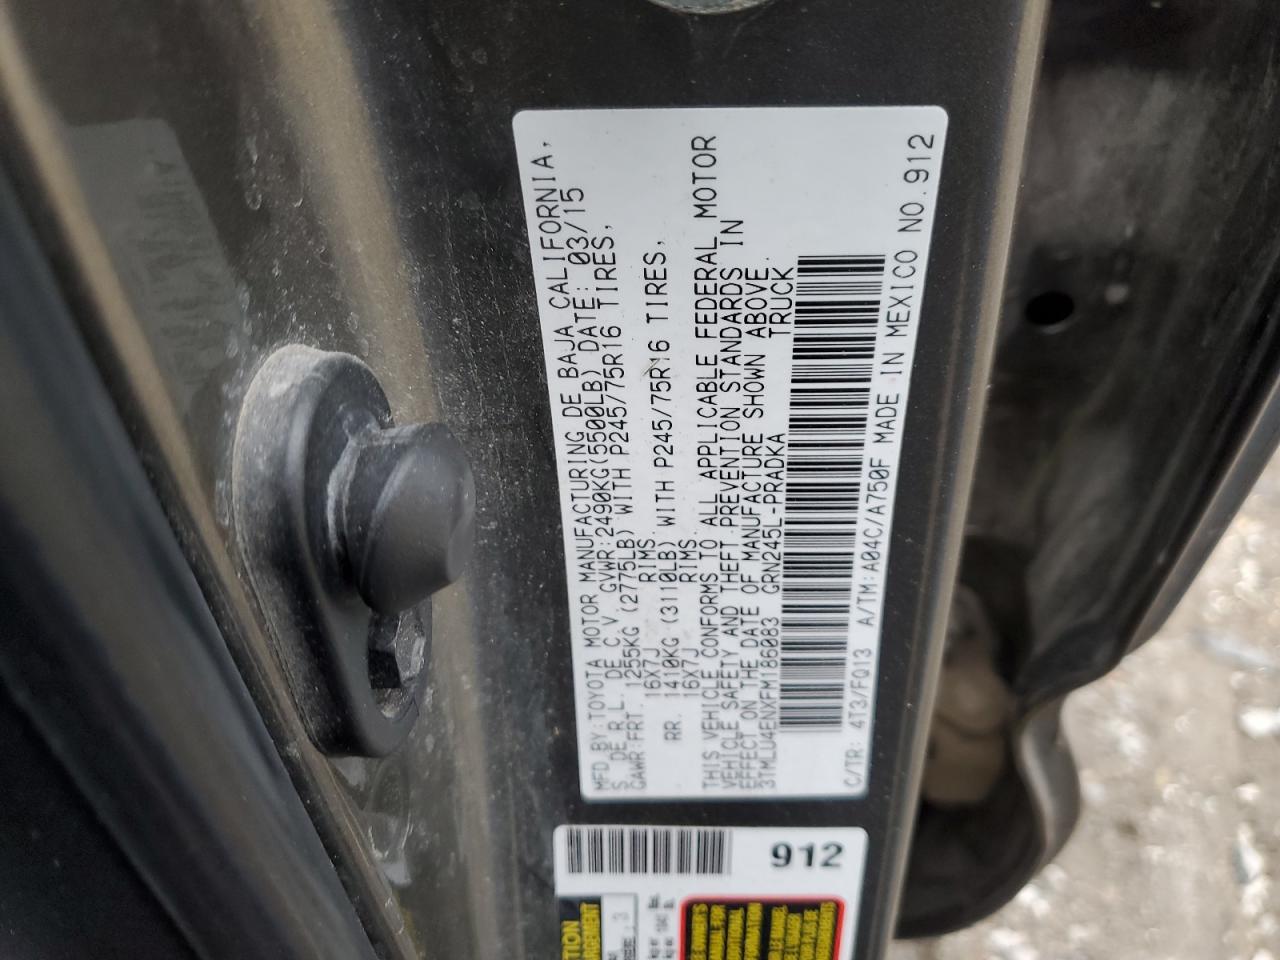 MFD BY:TOYOTA MOTOR MANUFACTURING DE BAJA CALIFORNIA,
S. DE R.L. DE C.V. DATE: 03/15
GVWR:2490KG(5500LB)
GAWR:FRT. 1255KG (2775LB) WITH P245/75R16 TIRES,
16X7J RIMS.
RR. 1410KG (3110LB) WITH P245/75R16 TIRES,
16X7J RIMS.
THIS VEHICLE CONFORMS TO ALL APPLICABLE FEDERAL MOTOR
VEHICLE SAFETY AND THEFT PREVENTION STANDARDS IN
EFFECT ON THE DATE OF MANUFACTURE SHOWN ABOVE.
3TMLU4ENXFM186083 GRN245L-PRADKA TRUCK
C/TR: 4T3/FQ13 A/TM:A04C/A750F MADE IN MEXICO NO.912
912
3